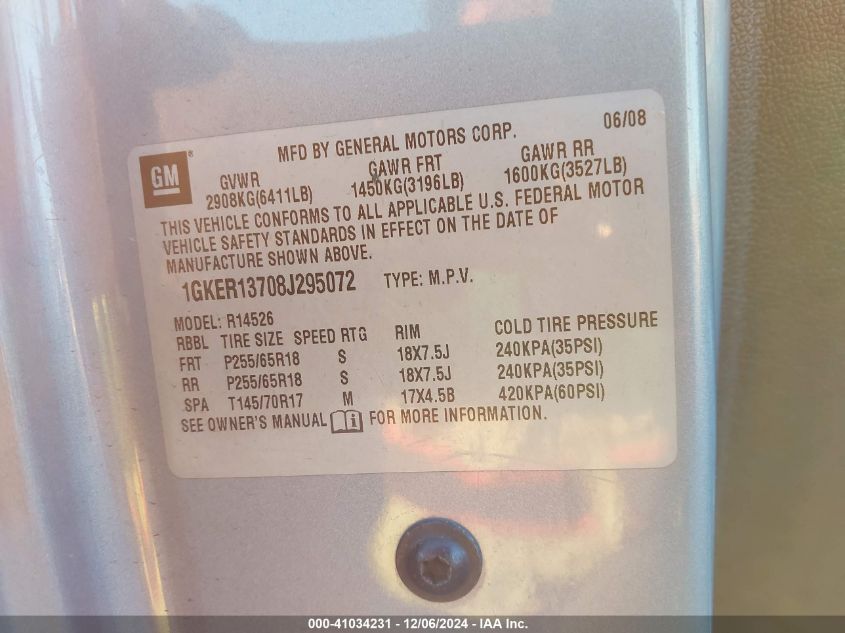 06/08
MFD BY GENERAL MOTORS CORP.
GM®
GVWR GAWR FRT GAWR RR
2908KG(6411LB) 1450KG(3196LB) 1600KG(3527LB)
THIS VEHICLE CONFORMS TO ALL APPLICABLE U.S. FEDERAL MOTOR
VEHICLE SAFETY STANDARDS IN EFFECT ON THE DATE OF
MANUFACTURE SHOWN ABOVE.
1GKER13708J295072 TYPE: M.P.V.
MODEL: R14526
RBBL TIRE SIZE SPEED RTG RIM COLD TIRE PRESSURE
FRT P255/65R18 S 18X7.5J 240KPA(35PSI)
RR P255/65R18 S 18X7.5J 240KPA(35PSI)
SPA T145/70R17 M 17X4.5B 420KPA(60PSI)
SEE OWNER'S MANUAL FOR MORE INFORMATION.
000-41034231 - 12/06/2024 - IAA Inc.